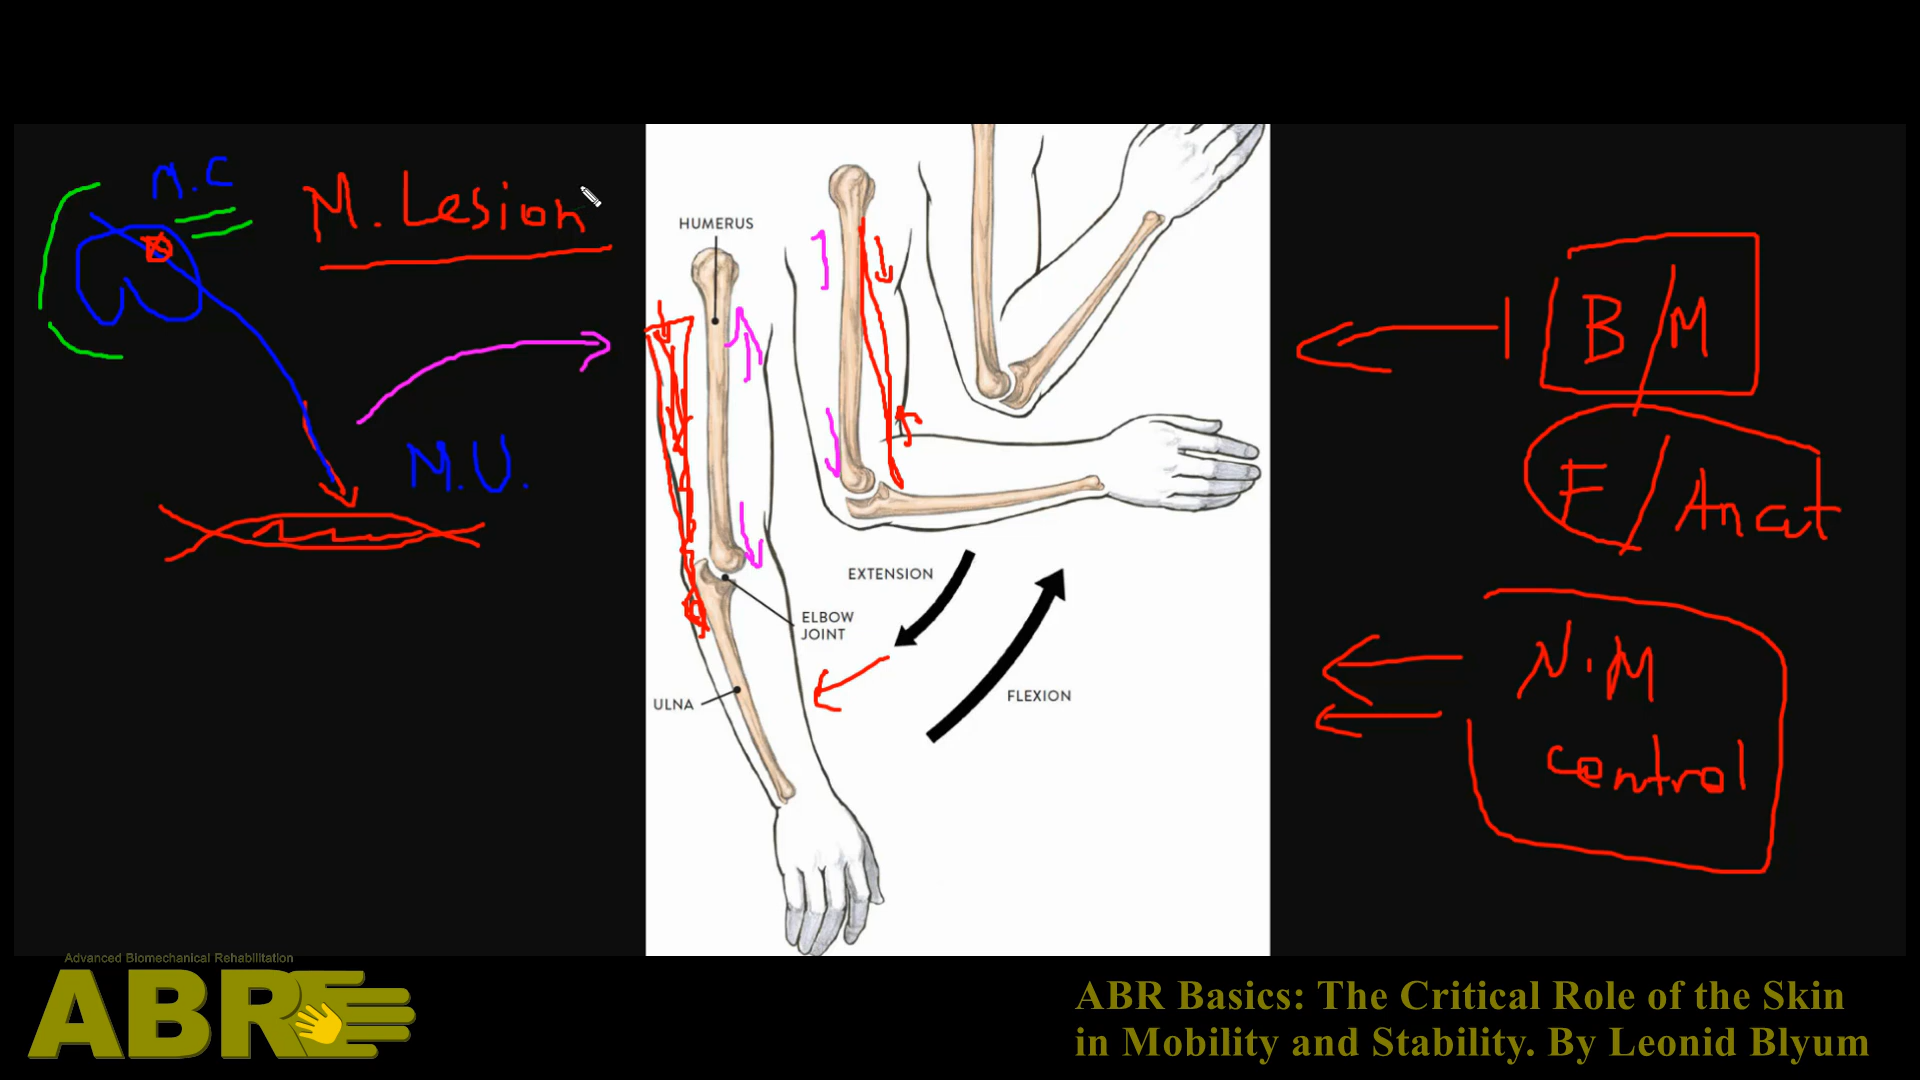 M.C
M. Lesion
M.U.
HUMERUS
EXTENSION
ELBOW
JOINT
ULNA
FLEXION
B/M
F/Anat
N.M
control
Advanced Biomechanical Rehabilitation
ABR
ABR Basics: The Critical Role of the Skin
in Mobility and Stability. By Leonid Blyum